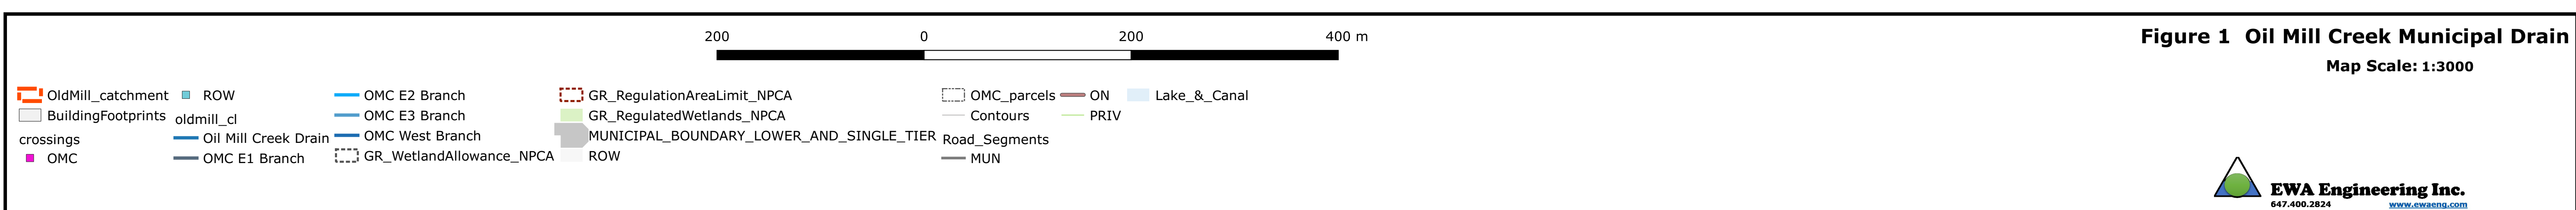 200 0 200 400 m
Figure 1 Oil Mill Creek Municipal Drain
Map Scale: 1:3000
OldMill_catchment
BuildingFootprints
crossings
OMC
ROW
oldmill_cl
Oil Mill Creek Drain
OMC E1 Branch
OMC E2 Branch
OMC E3 Branch
OMC West Branch
GR_WetlandAllowance_NPCA
GR_RegulationAreaLimit_NPCA
GR_RegulatedWetlands_NPCA
MUNICIPAL_BOUNDARY_LOWER_AND_SINGLE_TIER
ROW
OMC_parcels
Contours
Road_Segments
MUN
ON
PRIV
Lake_&_Canal
EWA Engineering Inc.
647.400.2824 www.ewaeng.com